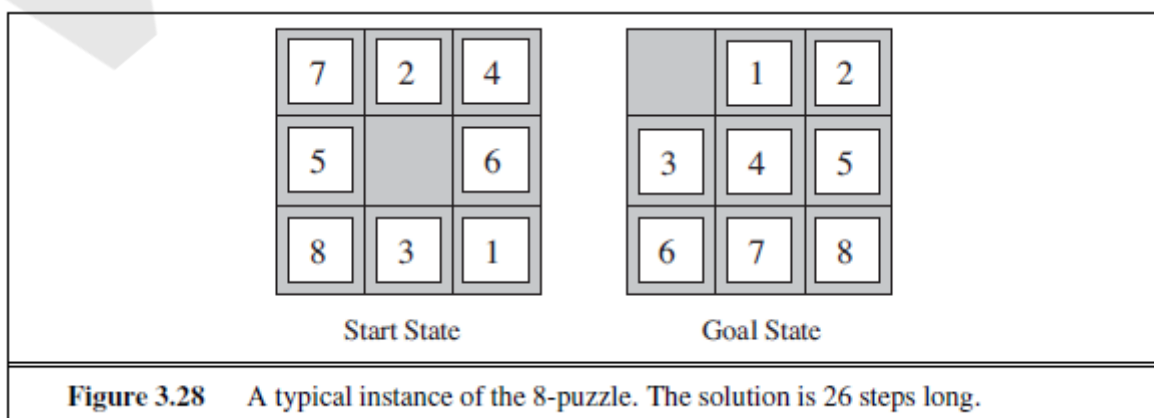 7 2 4 1 2
5 6 3 4 5
8 3 1 6 7 8
Start State Goal State
Figure 3.28 A typical instance of the 8-puzzle. The solution is 26 steps long.